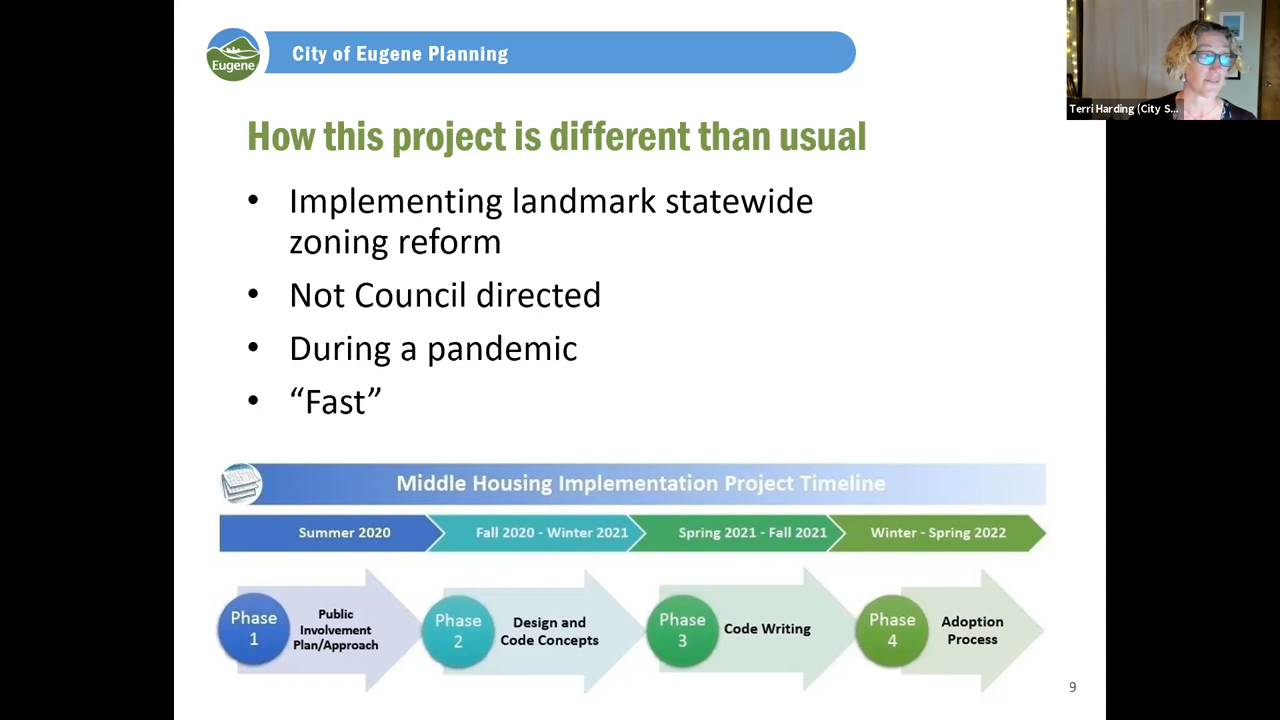 City of Eugene Planning
Eugene
Terri Harding (City S...
How this project is different than usual
• Implementing landmark statewide
zoning reform
• Not Council directed
• During a pandemic
• “Fast”
Middle Housing Implementation Project Timeline
Summer 2020
Fall 2020 - Winter 2021
Spring 2021 - Fall 2021
Winter - Spring 2022
Phase
1
Public
Involvement
Plan/Approach
Phase
2
Design and
Code Concepts
Phase
3
Code Writing
Phase
4
Adoption
Process
9